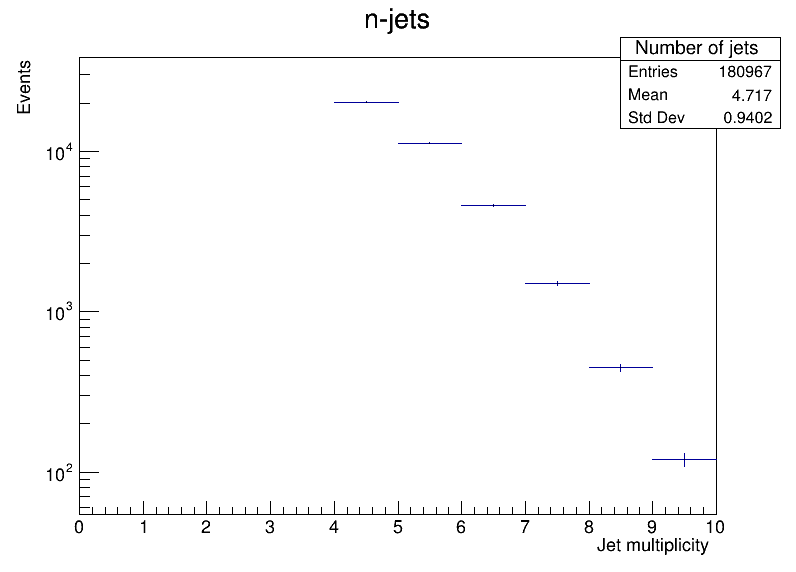 n-jets
Number of jets
Entries 180967
Mean 4.717
Std Dev 0.9402
Events
10^4
10^3
10^2
0 1 2 3 4 5 6 7 8 9 10
Jet multiplicity